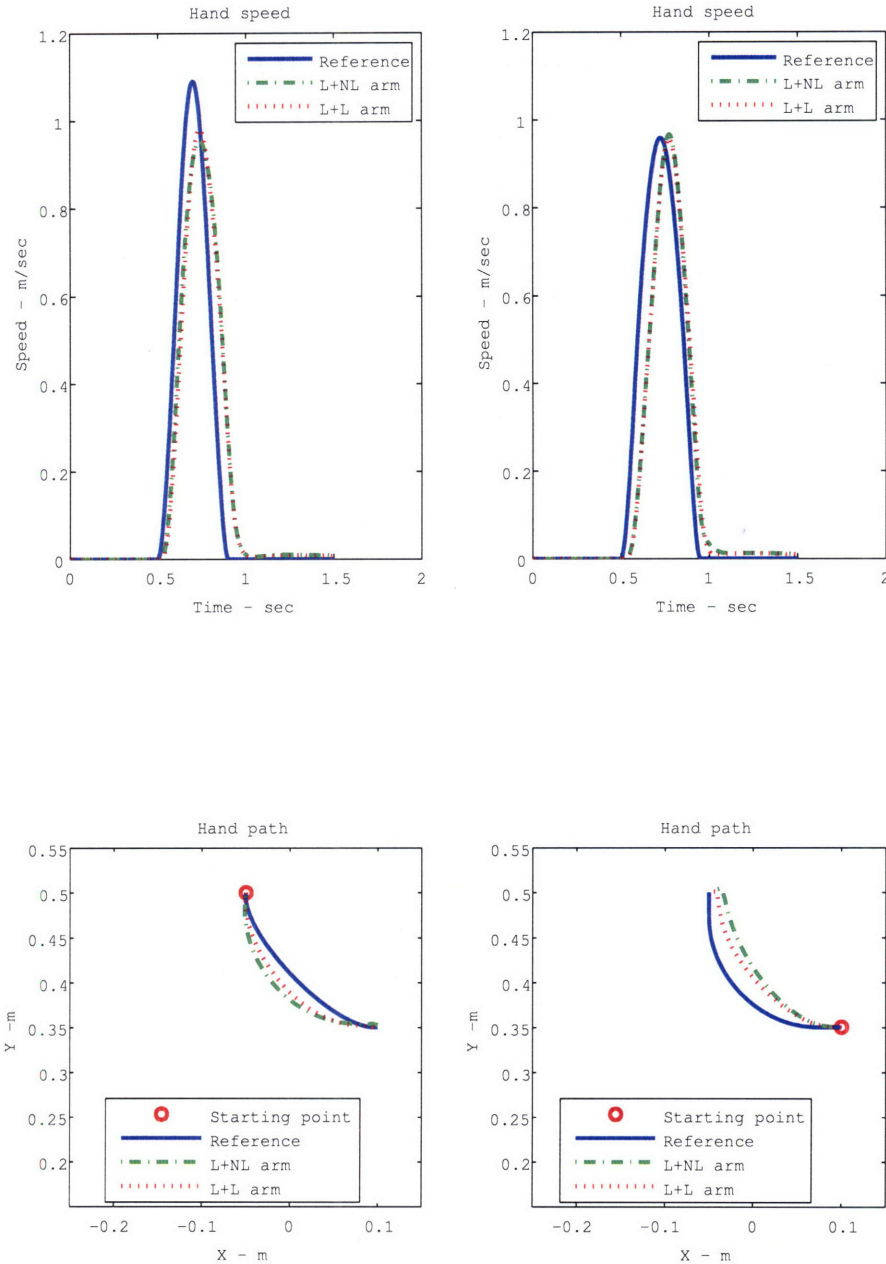 Hand speed
1.2
1
0.8
0.6
0.4
0.2
0
Speed - m/sec
Reference
L+NL arm
L+L arm
0
0.5
1
1.5
2
Time - sec
Hand speed
1.2
1
0.8
0.6
0.4
0.2
0
Speed - m/sec
Reference
L+NL arm
L+L arm
0
0.5
1
1.5
2
Time - sec
Hand path
0.55
0.5
0.45
0.4
0.35
0.3
0.25
0.2
Y -m
Starting point
Reference
L+NL arm
L+L arm
-0.2
-0.1
0
0.1
X - m
Hand path
0.55
0.5
0.45
0.4
0.35
0.3
0.25
0.2
Y -m
Starting point
Reference
L+NL arm
L+L arm
-0.2
-0.1
0
0.1
X - m